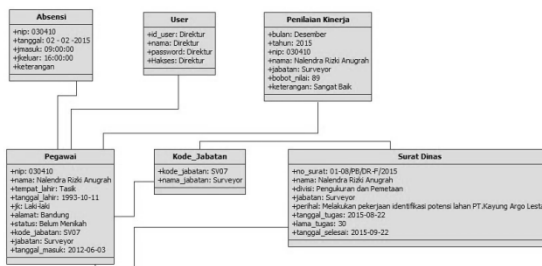 Absensi
+nip: 030410
+tanggal: 02 - 02 -2015
+jmasuk: 09:00:00
+jkeluar: 16:00:00
+keterangan
User
+id_user: Direktur
+nama: Direktur
+password: Direktur
+Hakses: Direktur
Penilaian Kinerja
+bulan: Desember
+tahun: 2015
+nip: 030410
+nama: Nalendra Rizki Anugrah
+jabatan: Surveyor
+bobot_nilai: 89
+keterangan: Sangat Baik
Pegawai
+nip: 030410
+nama: Nalendra Rizki Anugrah
+tempat_lahir: Tasik
+tanggal_lahir: 1993-10-11
+jk: Laki-laki
+alamat: Bandung
+status: Belum Menikah
+kode_jabatan: SV07
+jabatan: Surveyor
+tanggal_masuk: 2012-06-03
Kode_Jabatan
+kode_jabatan: SV07
+nama_jabatan: Surveyor
Surat Dinas
+no_surat: 01-08/PB/DR-F/2015
+nama: Nalendra Rizki Anugrah
+divisi: Pengukuran dan Pemetaan
+jabatan: Surveyor
+perihal: Melakukan pekerjaan identifikasi potensi lahan PT.Kayung Argo Lesta
+tanggal_tugas: 2015-08-22
+lama_tugas: 30
+tanggal_selesai: 2015-09-22